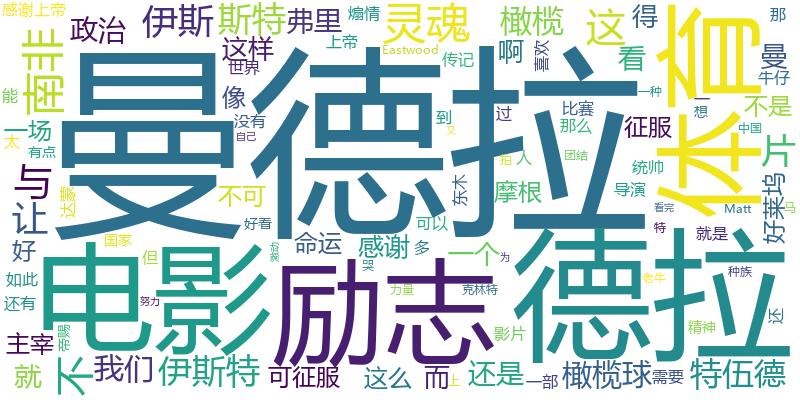 感谢上帝
政治
伊斯
斯特
弗里
煽情
灵魂
橄榄
这
得
那
南非
这样
世界
上帝
Eastwood
传记
啊
喜欢
看
曼
牛仔
能
太
一场
有点
像
没有
自己
曼德拉
到
过
比赛
那么
一种
征服
一
想
中国
不是
片
体育
与
让
达蒙
不可
好看
东木
摩根
拍
人
可以
团结
统帅
导演
Matt
好莱坞
好
国家
但
命运
感谢
多
一个
为
特
就是
看完
马
如此
还有
努力
电影
励志
哭
力量
克林特
德拉
老牛
种族
还
主宰
帝赐
影片
精神
就
不
我们
伊斯特
可征服
这么
而
上
还是
一部
橄榄球
需要
特伍德
又